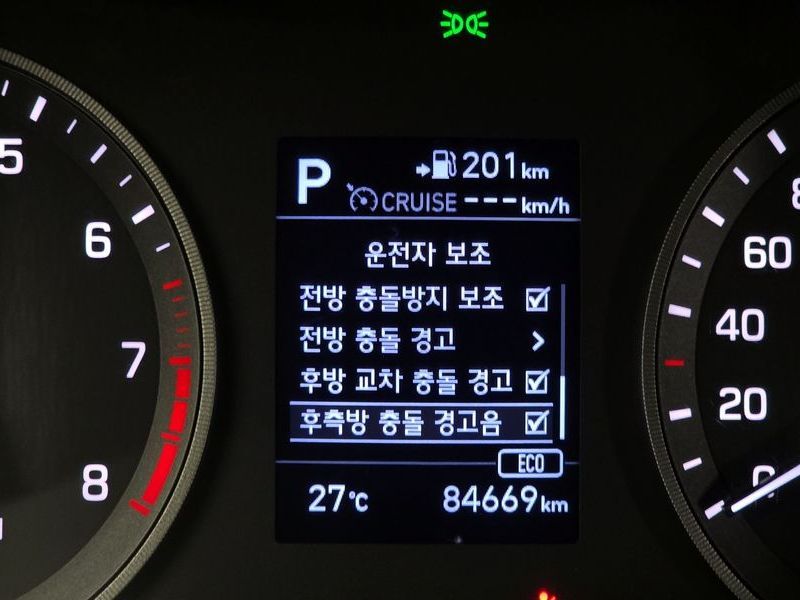 P
201 km
CRUISE --- km/h
운전자 보조
전방 충돌방지 보조
전방 충돌 경고 >
후방 교차 충돌 경고
후측방 충돌 경고음
ECO
27°C 84669 km
5
6
7
8
60
40
20
0